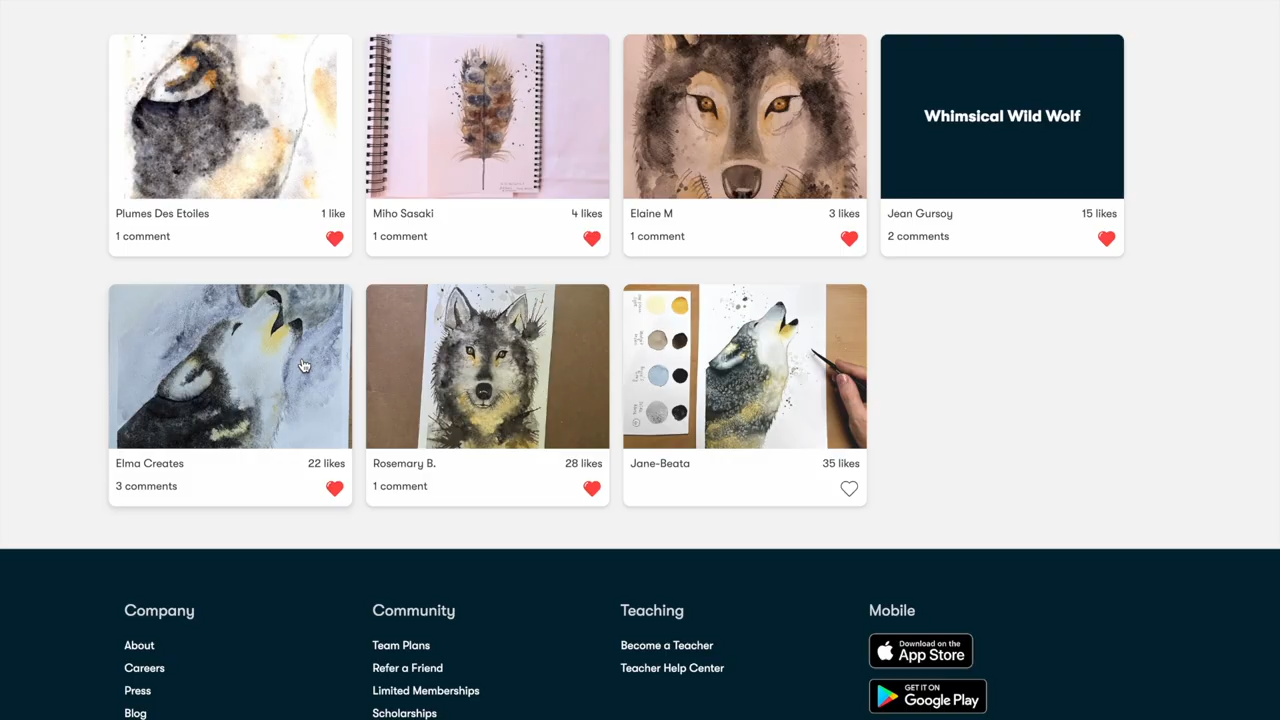 Whimsical Wild Wolf
Plumes Des Etoiles 1 like
1 comment
Miho Sasaki 4 likes
1 comment
Elaine M 3 likes
1 comment
Jean Gursoy 15 likes
2 comments
Elma Creates 22 likes
3 comments
Rosemary B. 28 likes
1 comment
Jane-Beata 35 likes
Company
About
Careers
Press
Blog
Community
Team Plans
Refer a Friend
Limited Memberships
Scholarships
Teaching
Become a Teacher
Teacher Help Center
Mobile
Download on the
App Store
GET IT ON
Google Play